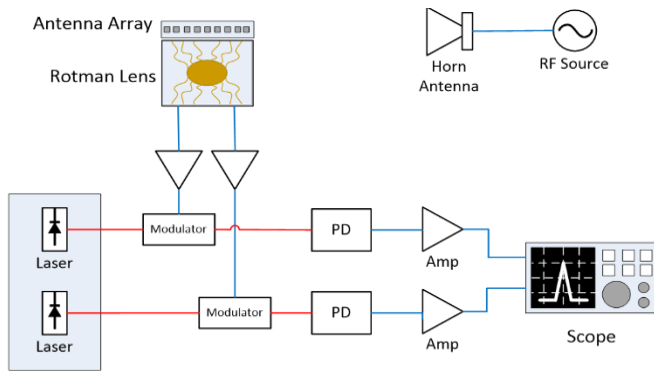 Antenna Array
Rotman Lens
Horn
Antenna
RF Source
Modulator
PD
Amp
Laser
Modulator
PD
Amp
Laser
Scope